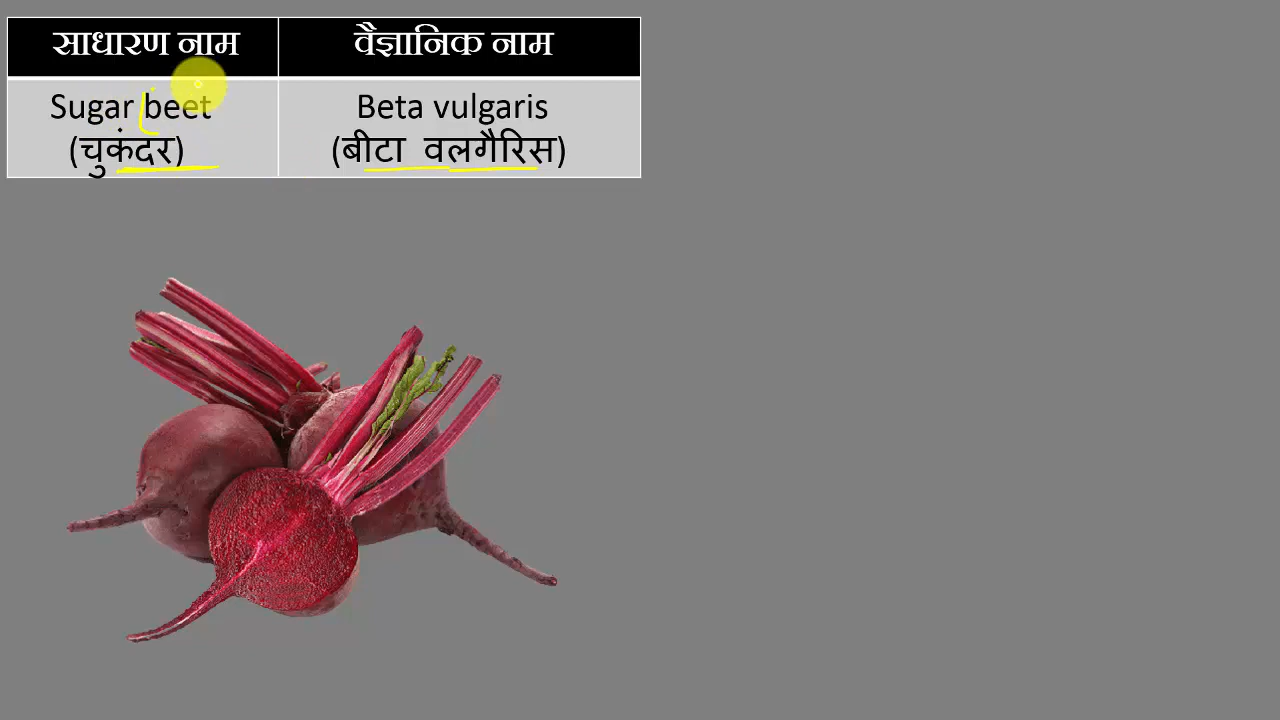 साधारण नाम वैज्ञानिक नाम
Sugar beet Beta vulgaris
(चुकंदर) (बीटा वलगैरिस)